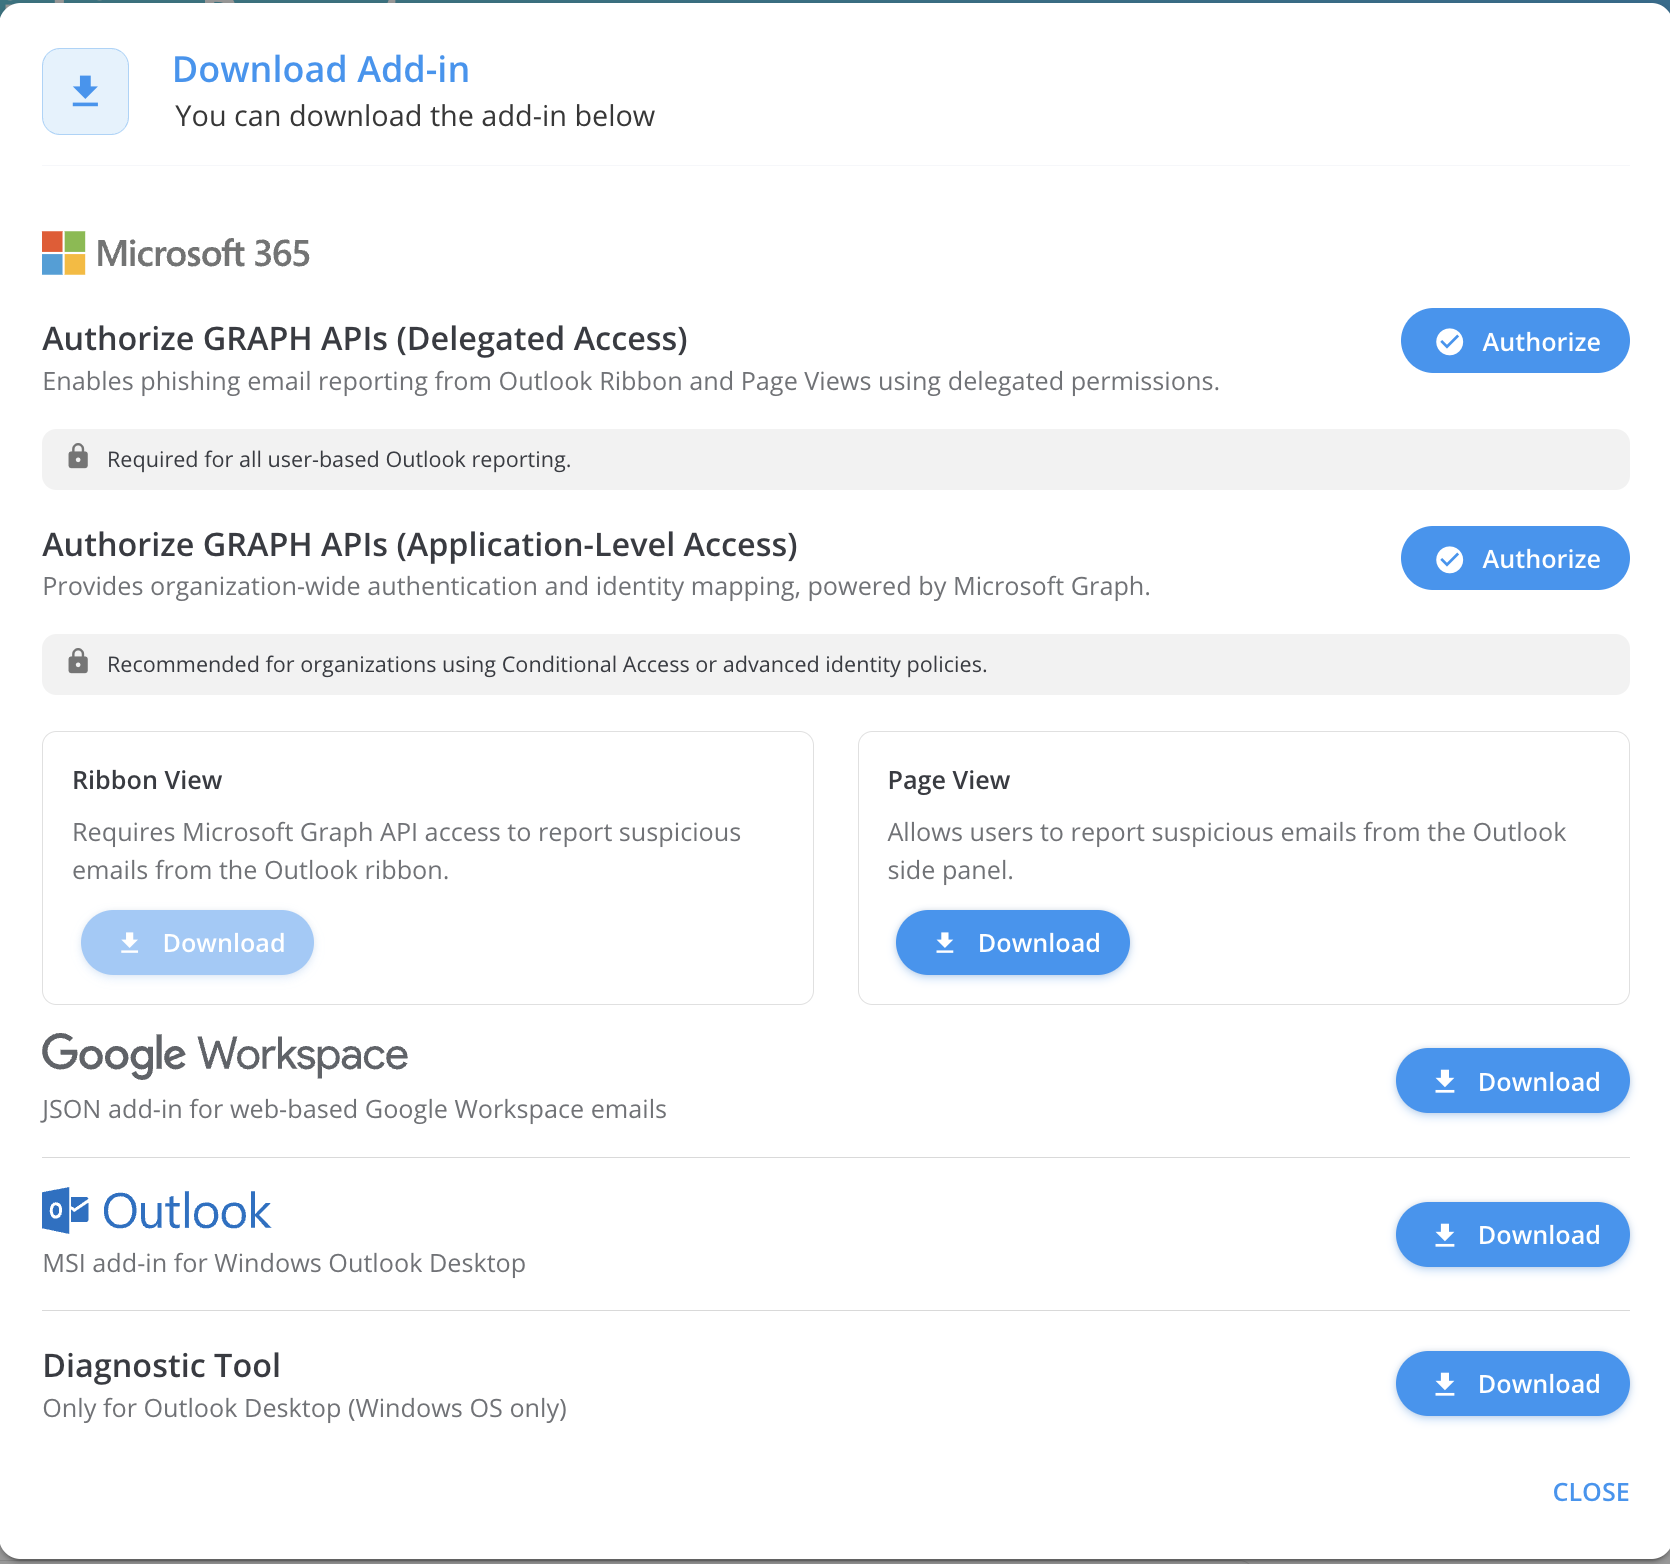 Download Add-in
You can download the add-in below
Microsoft 365
Authorize GRAPH APIs (Delegated Access)
Authorize
Enables phishing email reporting from Outlook Ribbon and Page Views using delegated permissions.
Required for all user-based Outlook reporting.
Authorize GRAPH APIs (Application-Level Access)
Authorize
Provides organization-wide authentication and identity mapping, powered by Microsoft Graph.
Recommended for organizations using Conditional Access or advanced identity policies.
Ribbon View
Requires Microsoft Graph API access to report suspicious
emails from the Outlook ribbon.
Download
Page View
Allows users to report suspicious emails from the Outlook
side panel.
Download
Google Workspace
JSON add-in for web-based Google Workspace emails
Download
Outlook
MSI add-in for Windows Outlook Desktop
Download
Diagnostic Tool
Only for Outlook Desktop (Windows OS only)
Download
CLOSE